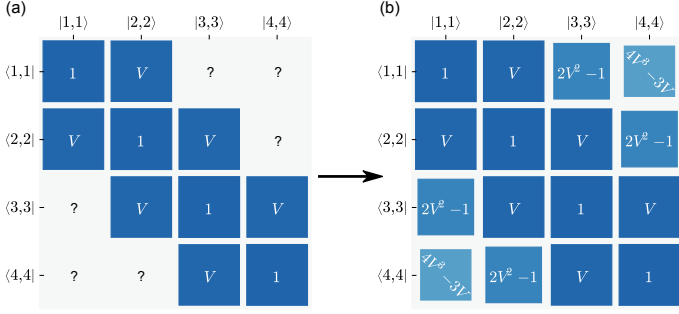 (a)
(b)
|1,1⟩ |2,2⟩ |3,3⟩ |4,4⟩
|1,1⟩ |2,2⟩ |3,3⟩ |4,4⟩
⟨1,1| 1 V ? ?
⟨2,2| V 1 V ?
⟨3,3| ? V 1 V
⟨4,4| ? ? V 1
⟨1,1| 1 V 2V² −1 4V³ −3V
⟨2,2| V 1 V 2V² −1
⟨3,3| 2V² −1 V 1 V
⟨4,4| 4V³ −3V 2V² −1 V 1